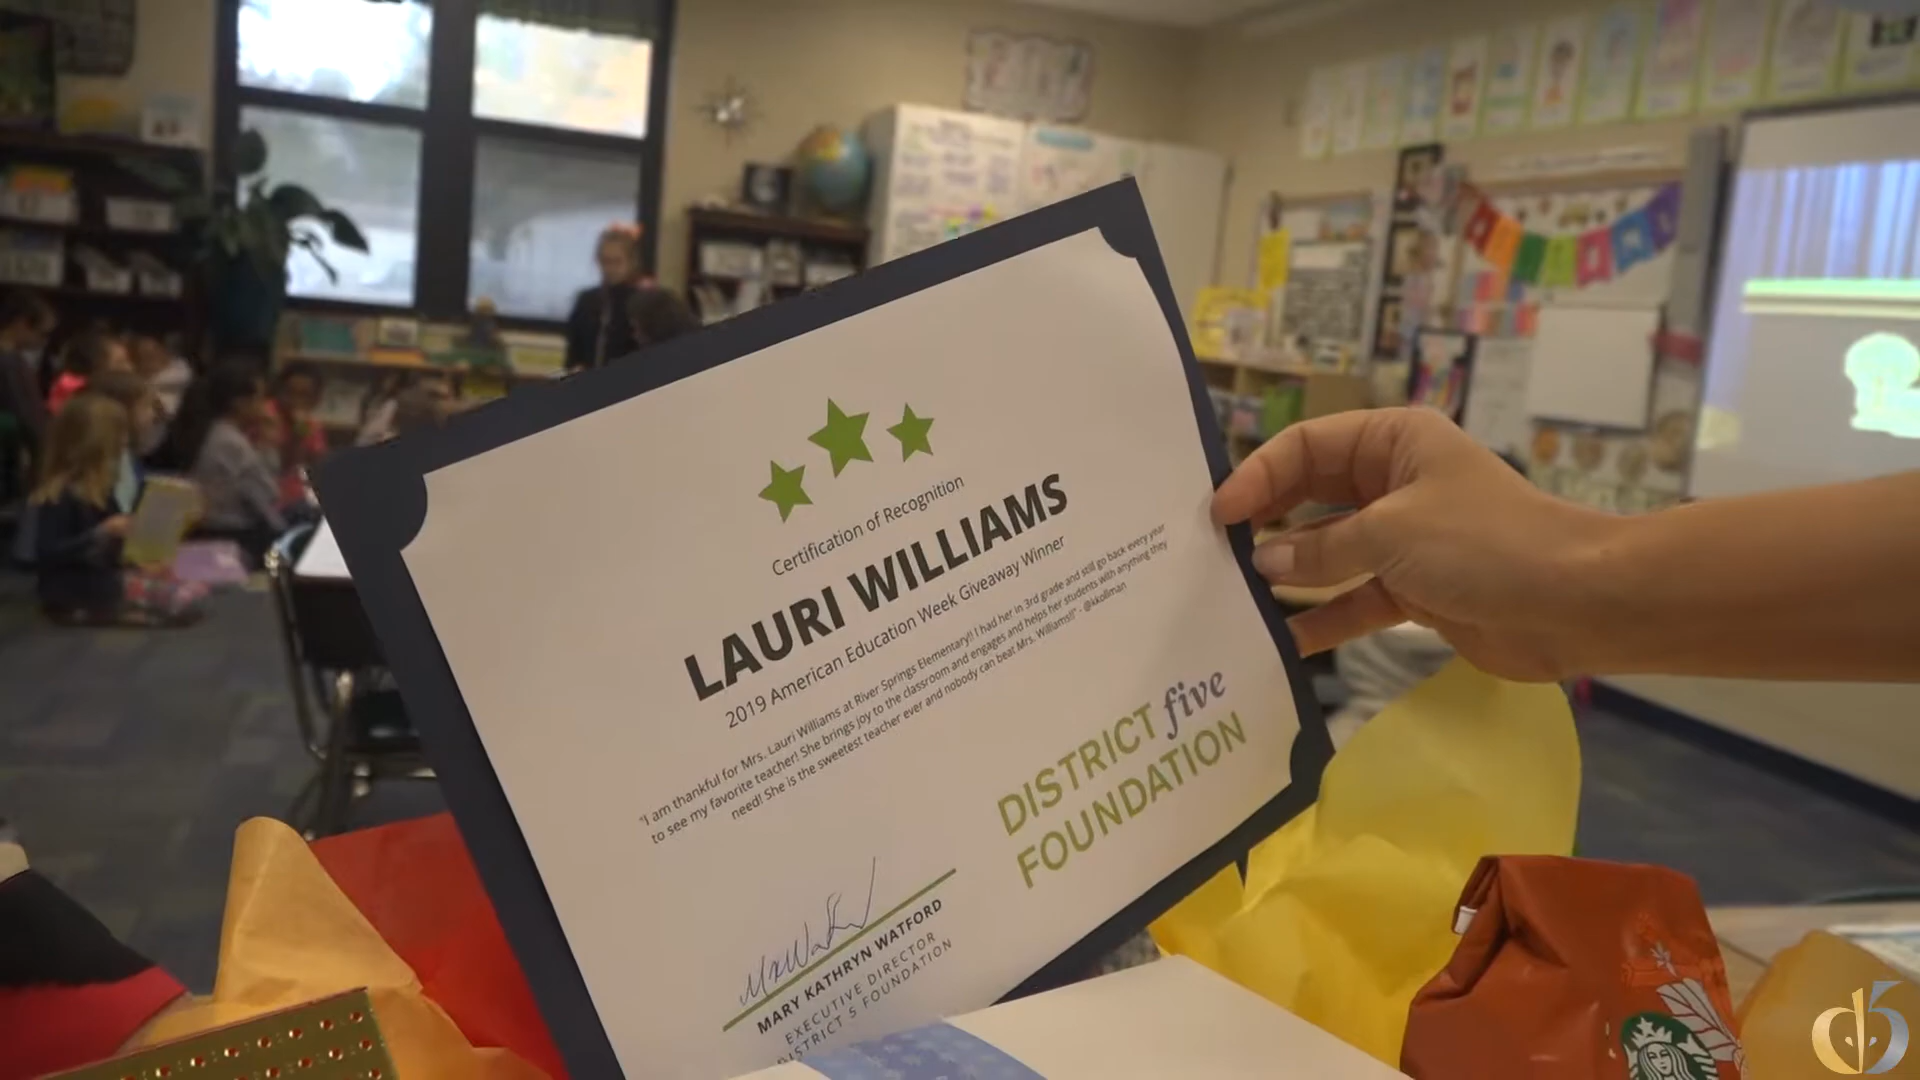 Certification of Recognition
LAURI WILLIAMS
2019 American Education Week Giveaway Winner
"I am thankful for Mrs. Lauri Williams at River Springs Elementary!! I had her in 3rd grade and still go back every year
to see my favorite teacher! She brings joy to the classroom and engages and helps her students with anything they
need! She is the sweetest teacher ever and nobody can beat Mrs. Williams!!" - @kkollman
DISTRICT five
FOUNDATION
MARY KATHRYN WATFORD
EXECUTIVE DIRECTOR
DISTRICT 5 FOUNDATION
d5